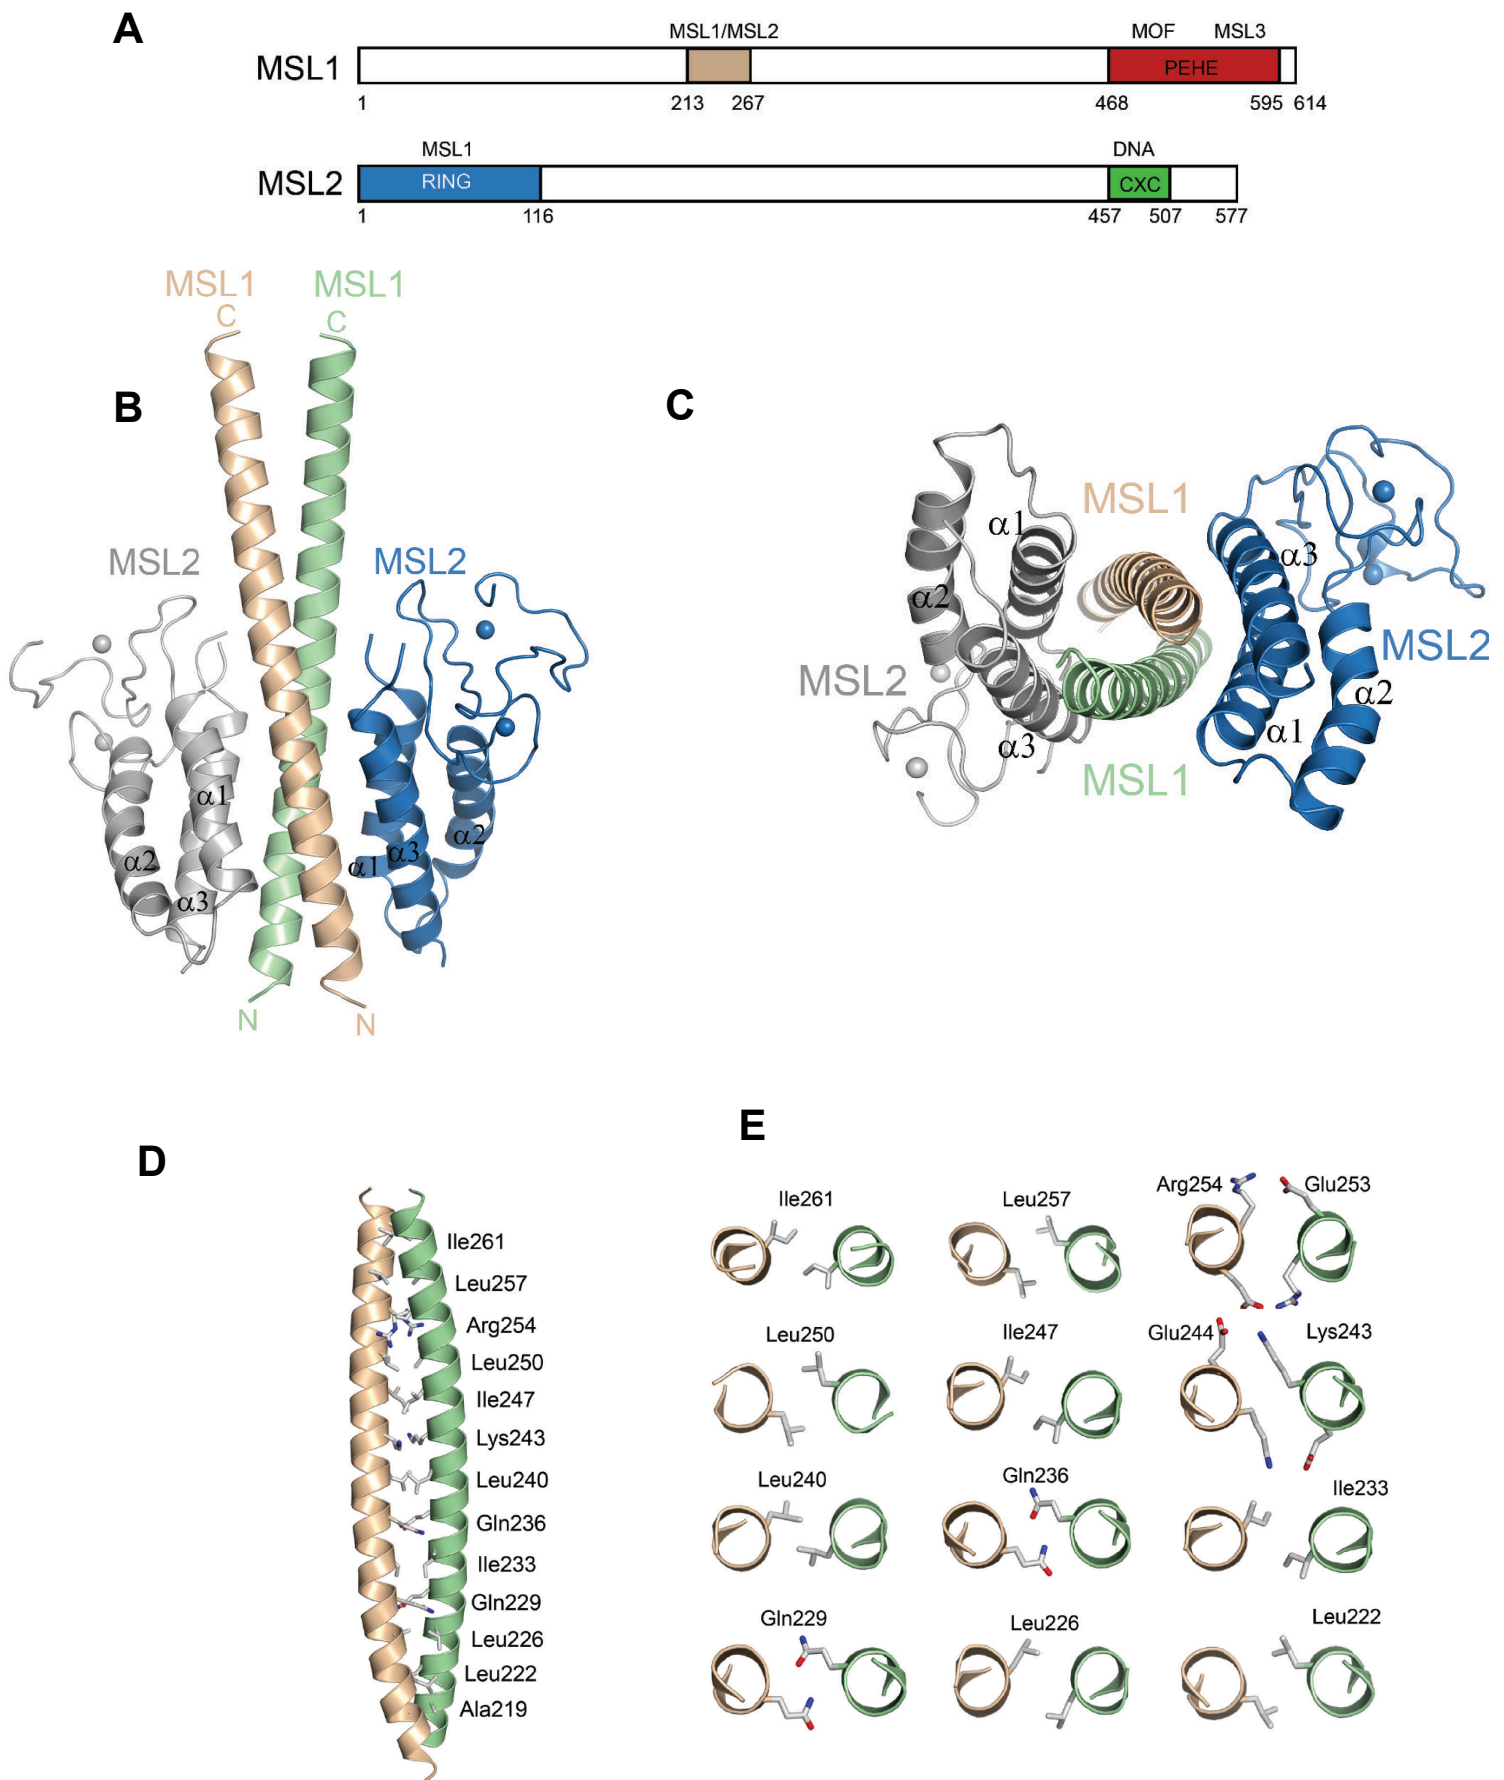 A
MSL1/MSL2 MOF MSL3
MSL1 PEHE
1 213 267 468 595 614
MSL1 DNA
MSL2 RING CXC
1 116 457 507 577
MSL1 MSL1
C C
B
MSL2 MSL2
α1
α2 α3 α1 α3 α2
N N
C
MSL1
α1 α3
α2
MSL2 MSL2
α2
α3 α1
MSL1
D
Ile261
Leu257
Arg254
Leu250
Ile247
Lys243
Leu240
Gln236
Ile233
Gln229
Leu226
Leu222
Ala219
E
Ile261 Leu257 Arg254 Glu253
Leu250 Ile247 Glu244 Lys243
Leu240 Gln236 Ile233
Gln229 Leu226 Leu222